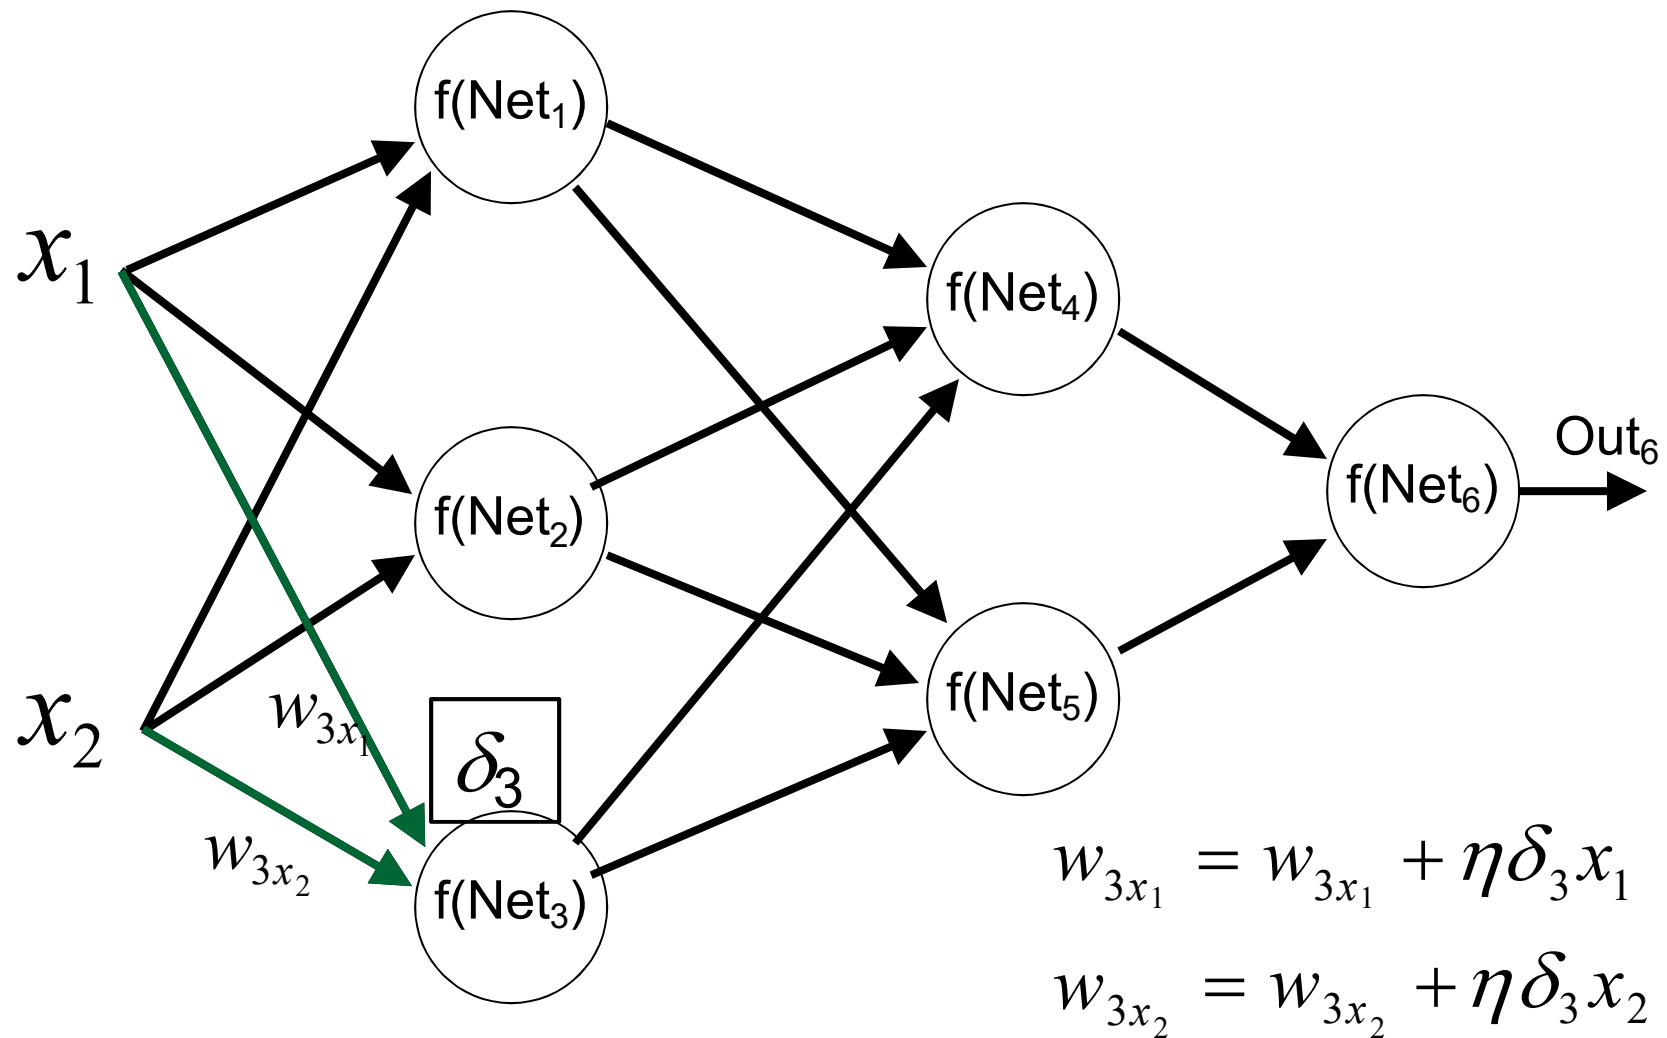 f(Net₁)
x₁
f(Net₄)
Out₆
f(Net₆)
f(Net₂)
x₂
w₃ₓ₁
f(Net₅)
δ₃
w₃ₓ₂
f(Net₃)
w₃ₓ₁ = w₃ₓ₁ + ηδ₃x₁
w₃ₓ₂ = w₃ₓ₂ + ηδ₃x₂